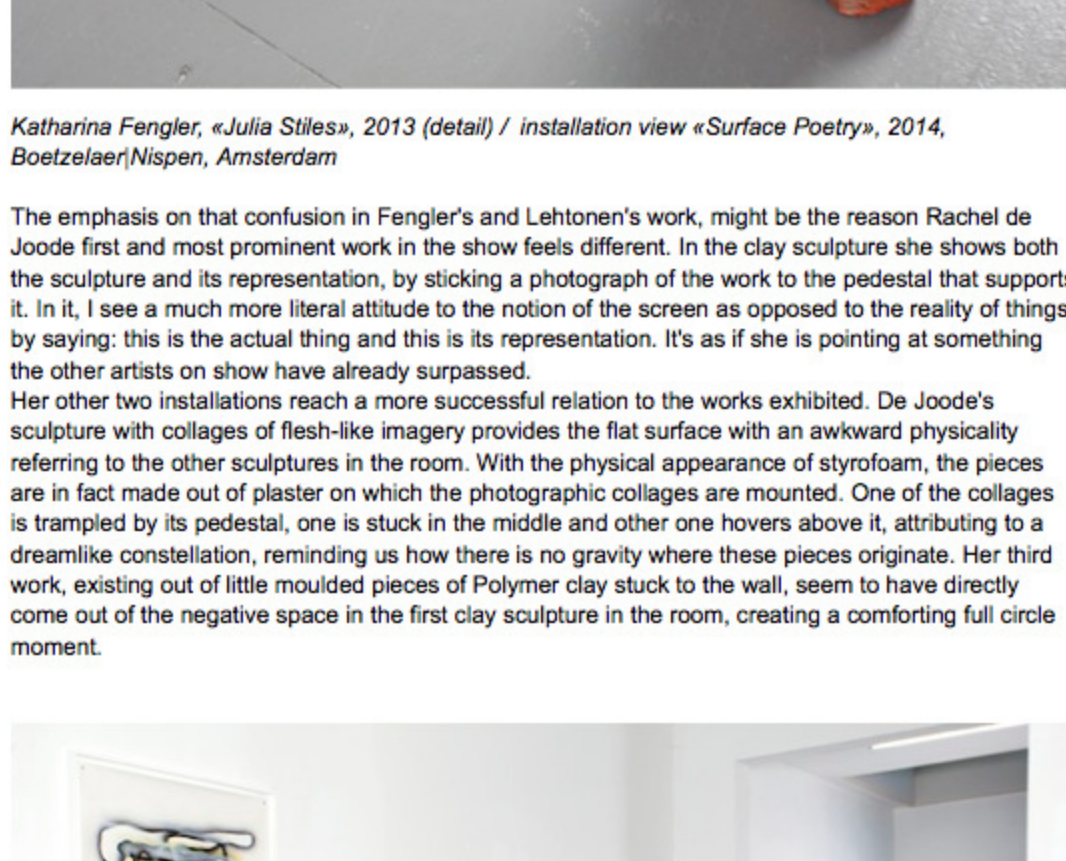 Katharina Fengler, «Julia Stiles», 2013 (detail) / installation view «Surface Poetry», 2014,
Boetzelaer|Nispen, Amsterdam
The emphasis on that confusion in Fengler's and Lehtonen's work, might be the reason Rachel de
Joode first and most prominent work in the show feels different. In the clay sculpture she shows both
the sculpture and its representation, by sticking a photograph of the work to the pedestal that supports
it. In it, I see a much more literal attitude to the notion of the screen as opposed to the reality of things
by saying: this is the actual thing and this is its representation. It's as if she is pointing at something
the other artists on show have already surpassed.
Her other two installations reach a more successful relation to the works exhibited. De Joode's
sculpture with collages of flesh-like imagery provides the flat surface with an awkward physicality
referring to the other sculptures in the room. With the physical appearance of styrofoam, the pieces
are in fact made out of plaster on which the photographic collages are mounted. One of the collages
is trampled by its pedestal, one is stuck in the middle and other one hovers above it, attributing to a
dreamlike constellation, reminding us how there is no gravity where these pieces originate. Her third
work, existing out of little moulded pieces of Polymer clay stuck to the wall, seem to have directly
come out of the negative space in the first clay sculpture in the room, creating a comforting full circle
moment.